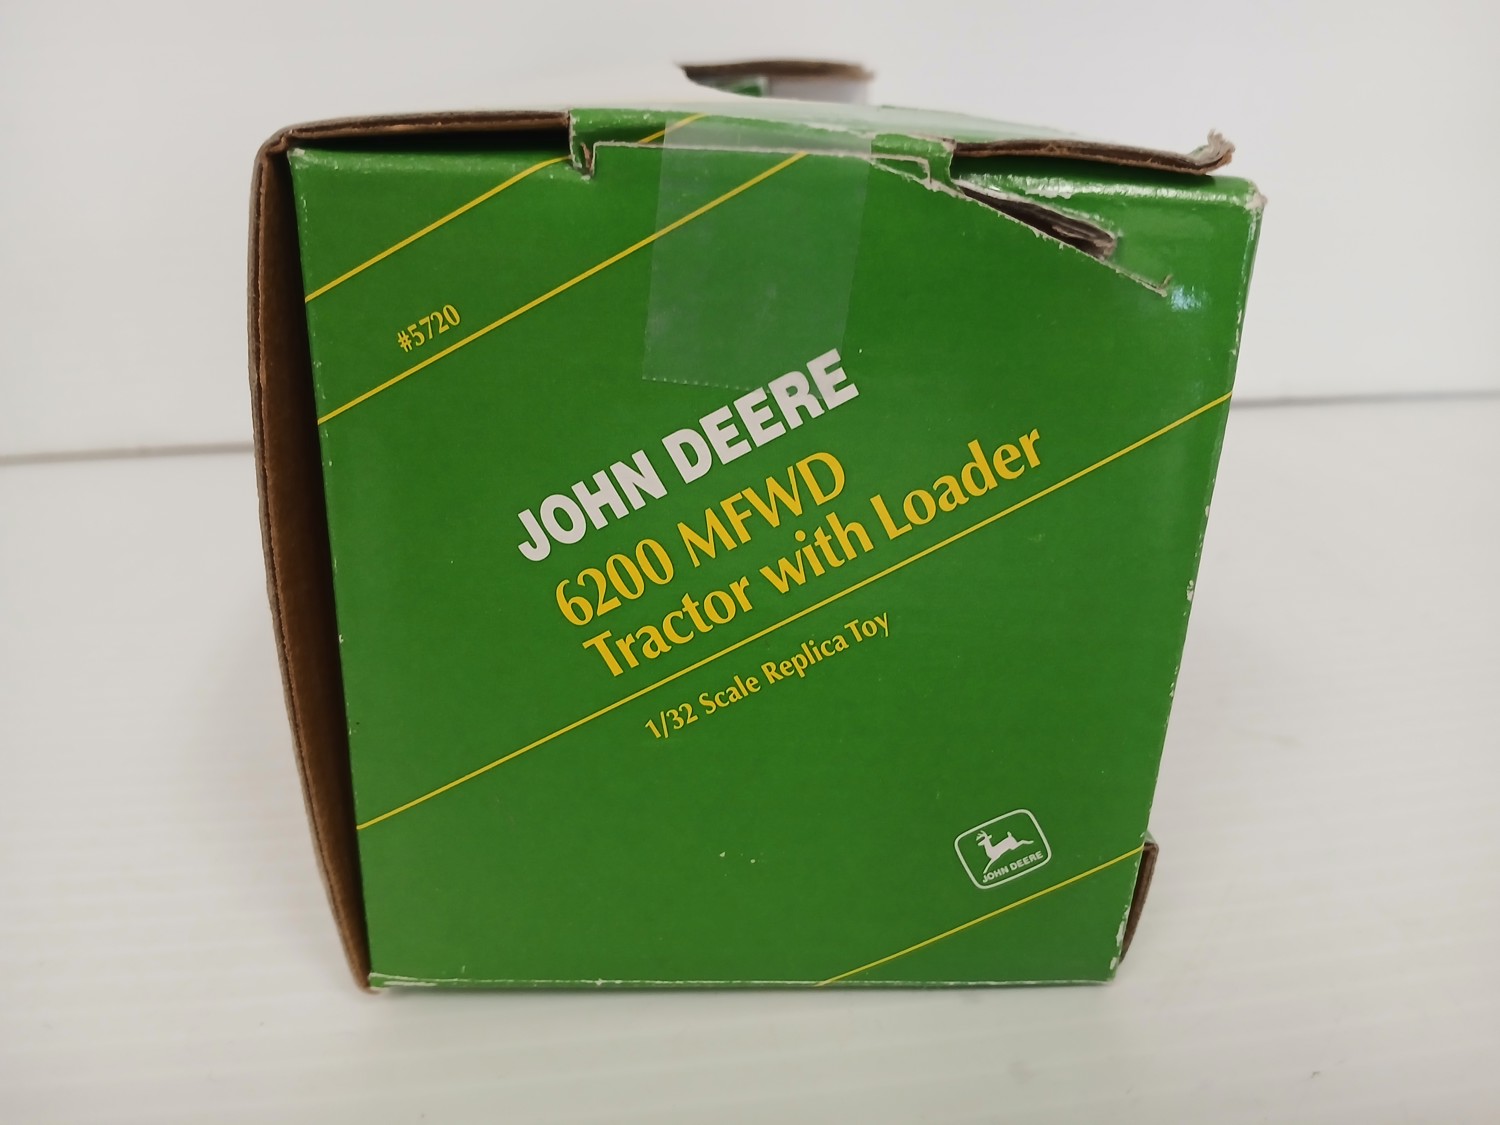 #5720
JOHN DEERE
6200 MFWD
Tractor with Loader
1/32 Scale Replica Toy
JOHN DEERE